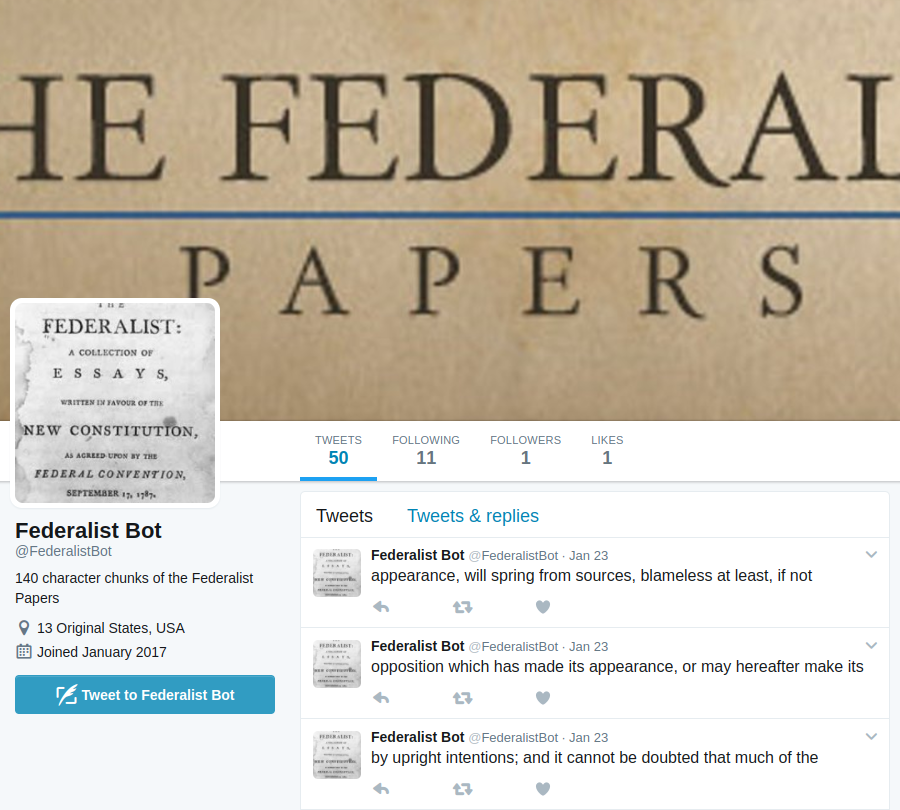 THE FEDERAL
PAPERS
THE
FEDERALIST:
A COLLECTION OF
ESSAYS,
WRITTEN IN FAVOUR OF THE
NEW CONSTITUTION,
AS AGREED UPON BY THE
FEDERAL CONVENTION,
SEPTEMBER 17, 1787.
TWEETS FOLLOWING FOLLOWERS LIKES
50 11 1 1
Federalist Bot
@FederalistBot
140 character chunks of the Federalist
Papers
13 Original States, USA
Joined January 2017
Tweet to Federalist Bot
Tweets Tweets & replies
Federalist Bot @FederalistBot · Jan 23
appearance, will spring from sources, blameless at least, if not
Federalist Bot @FederalistBot · Jan 23
opposition which has made its appearance, or may hereafter make its
Federalist Bot @FederalistBot · Jan 23
by upright intentions; and it cannot be doubted that much of the